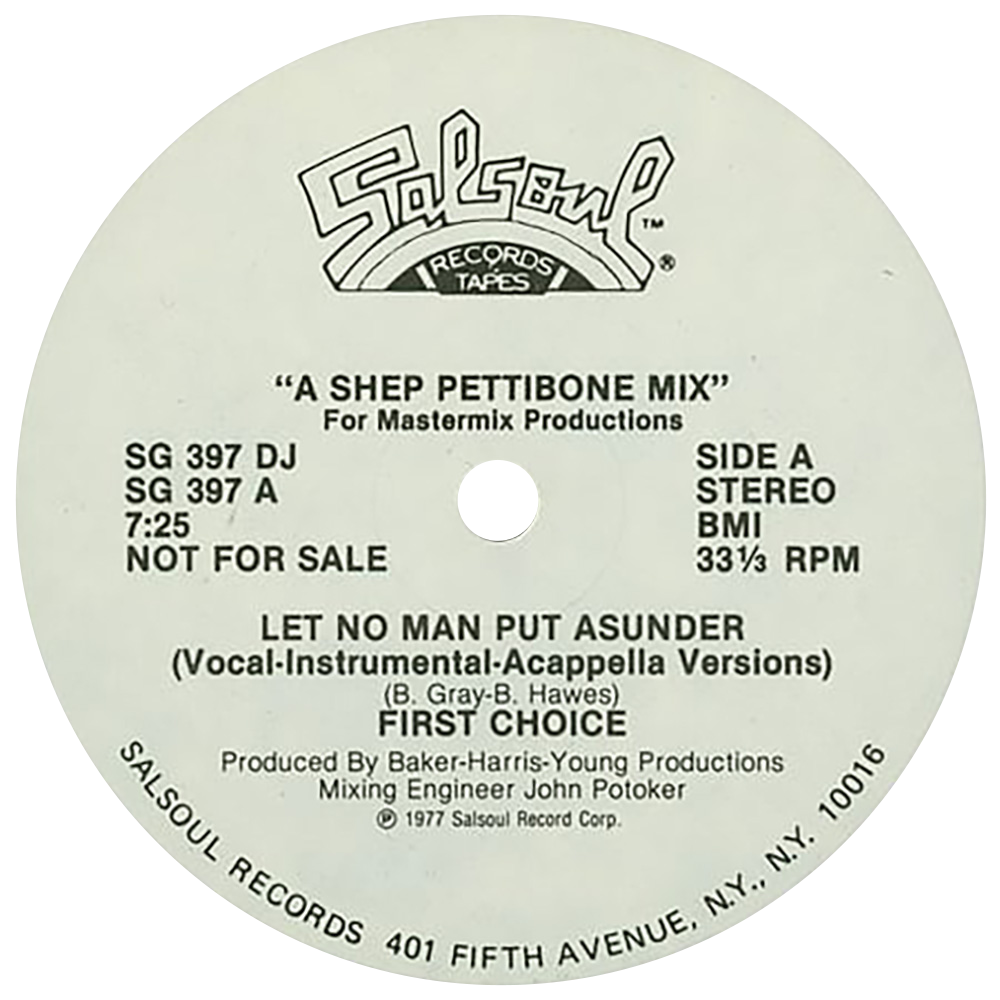 Salsoul ™
RECORDS ®
TAPES
“A SHEP PETTIBONE MIX”
For Mastermix Productions
SG 397 DJ
SG 397 A
7:25
NOT FOR SALE
SIDE A
STEREO
BMI
33⅓ RPM
LET NO MAN PUT ASUNDER
(Vocal-Instrumental-Acappella Versions)
(B. Gray-B. Hawes)
FIRST CHOICE
Produced By Baker-Harris-Young Productions
Mixing Engineer John Potoker
℗ 1977 Salsoul Record Corp.
SALSOUL RECORDS 401 FIFTH AVENUE, N.Y., N.Y. 10016